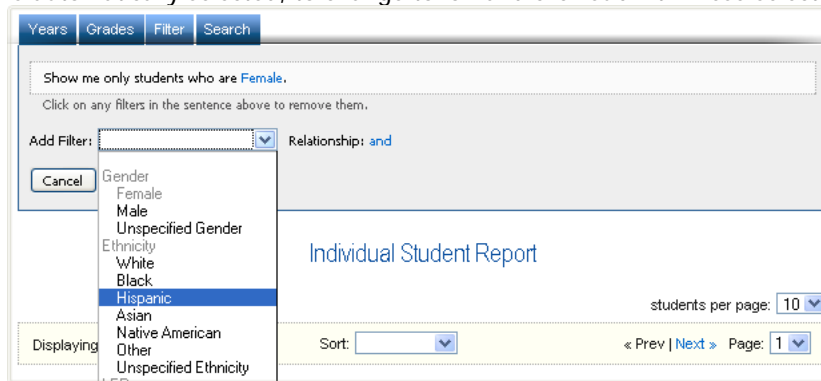 Years Grades Filter Search
Show me only students who are Female.
Click on any filters in the sentence above to remove them.
Add Filter: Relationship: and
Cancel
Gender
Female
Male
Unspecified Gender
Ethnicity
White
Black
Hispanic
Asian
Native American
Other
Unspecified Ethnicity
Individual Student Report
students per page: 10
Displaying Sort: « Prev | Next » Page: 1